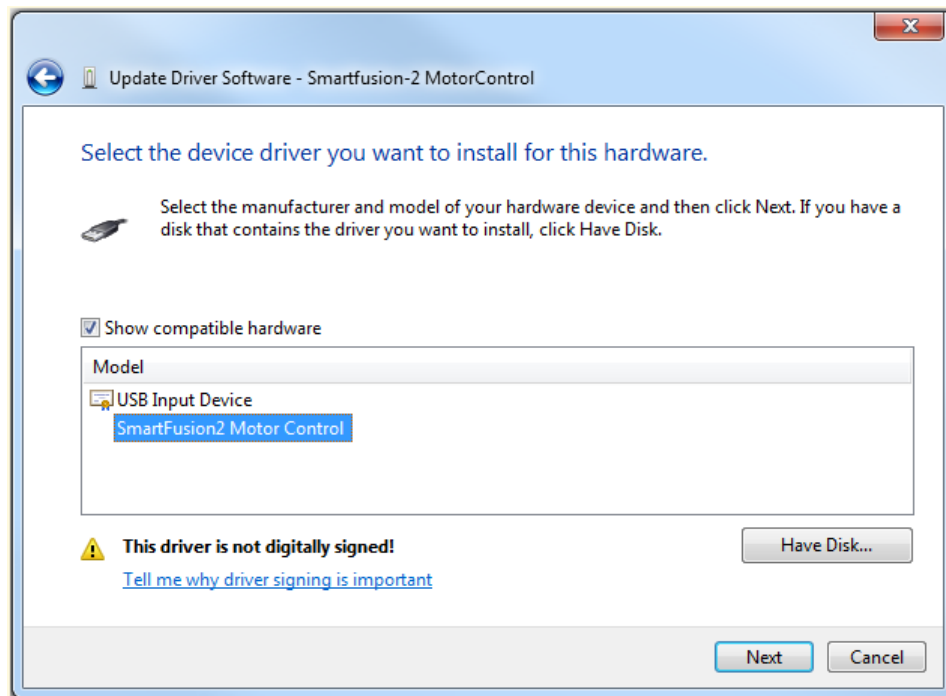 Update Driver Software - Smartfusion-2 MotorControl
Select the device driver you want to install for this hardware.
Select the manufacturer and model of your hardware device and then click Next. If you have a
disk that contains the driver you want to install, click Have Disk.
Show compatible hardware
Model
USB Input Device
SmartFusion2 Motor Control
This driver is not digitally signed!
Have Disk...
Tell me why driver signing is important
Next
Cancel